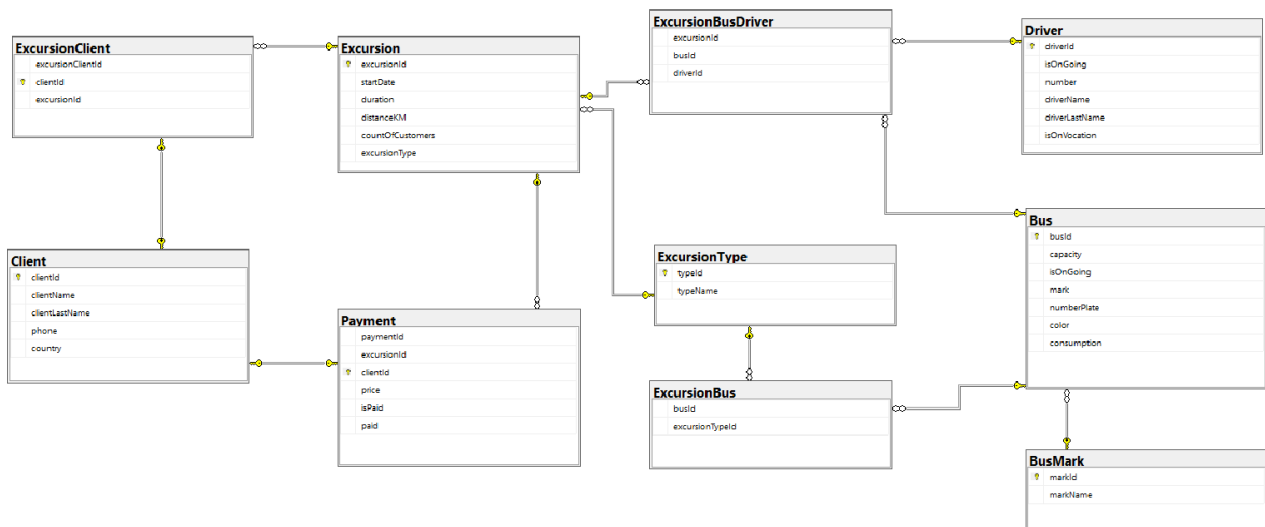 ExcursionClient
excursionClientId
clientId
excursionId
Excursion
excursionId
startDate
duration
distanceKM
countOfCustomers
excursionType
ExcursionBusDriver
excursionId
busId
driverId
Driver
driverId
isOnGoing
number
driverName
driverLastName
isOnVocation
Client
clientId
clientName
clientLastName
phone
country
Payment
paymentId
excursionId
clientId
price
isPaid
paid
ExcursionType
typeId
typeName
ExcursionBus
busId
excursionTypeId
Bus
busId
capacity
isOnGoing
mark
numberPlate
color
consumption
BusMark
markId
markName